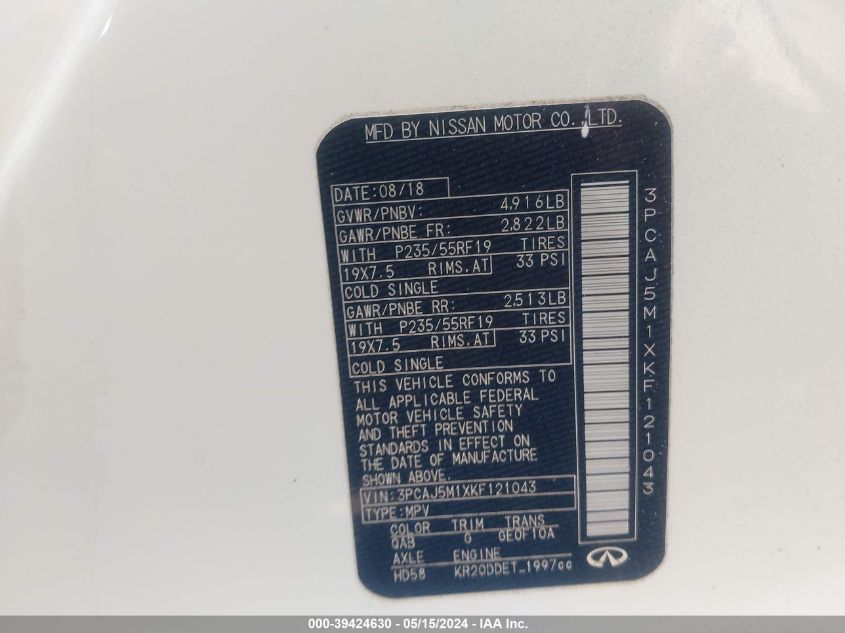 MFD BY NISSAN MOTOR CO.,LTD.
DATE:08/18
GVWR/PNBV: 4,916LB
GAWR/PNBE FR: 2,822LB
WITH P235/55RF19 TIRES
19X7.5 RIMS,AT 33 PSI
COLD SINGLE
GAWR/PNBE RR: 2,513LB
WITH P235/55RF19 TIRES
19X7.5 RIMS,AT 33 PSI
COLD SINGLE
THIS VEHICLE CONFORMS TO
ALL APPLICABLE FEDERAL
MOTOR VEHICLE SAFETY
AND THEFT PREVENTION
STANDARDS IN EFFECT ON
THE DATE OF MANUFACTURE
SHOWN ABOVE.
VIN:3PCAJ5M1XKF121043
TYPE:MPV
COLOR TRIM TRANS
QAB G GE0F10A
AXLE ENGINE
HD58 KR20DDET_1997cc
3PCAJ5M1XKF121043
000-39424630 - 05/15/2024 - IAA Inc.